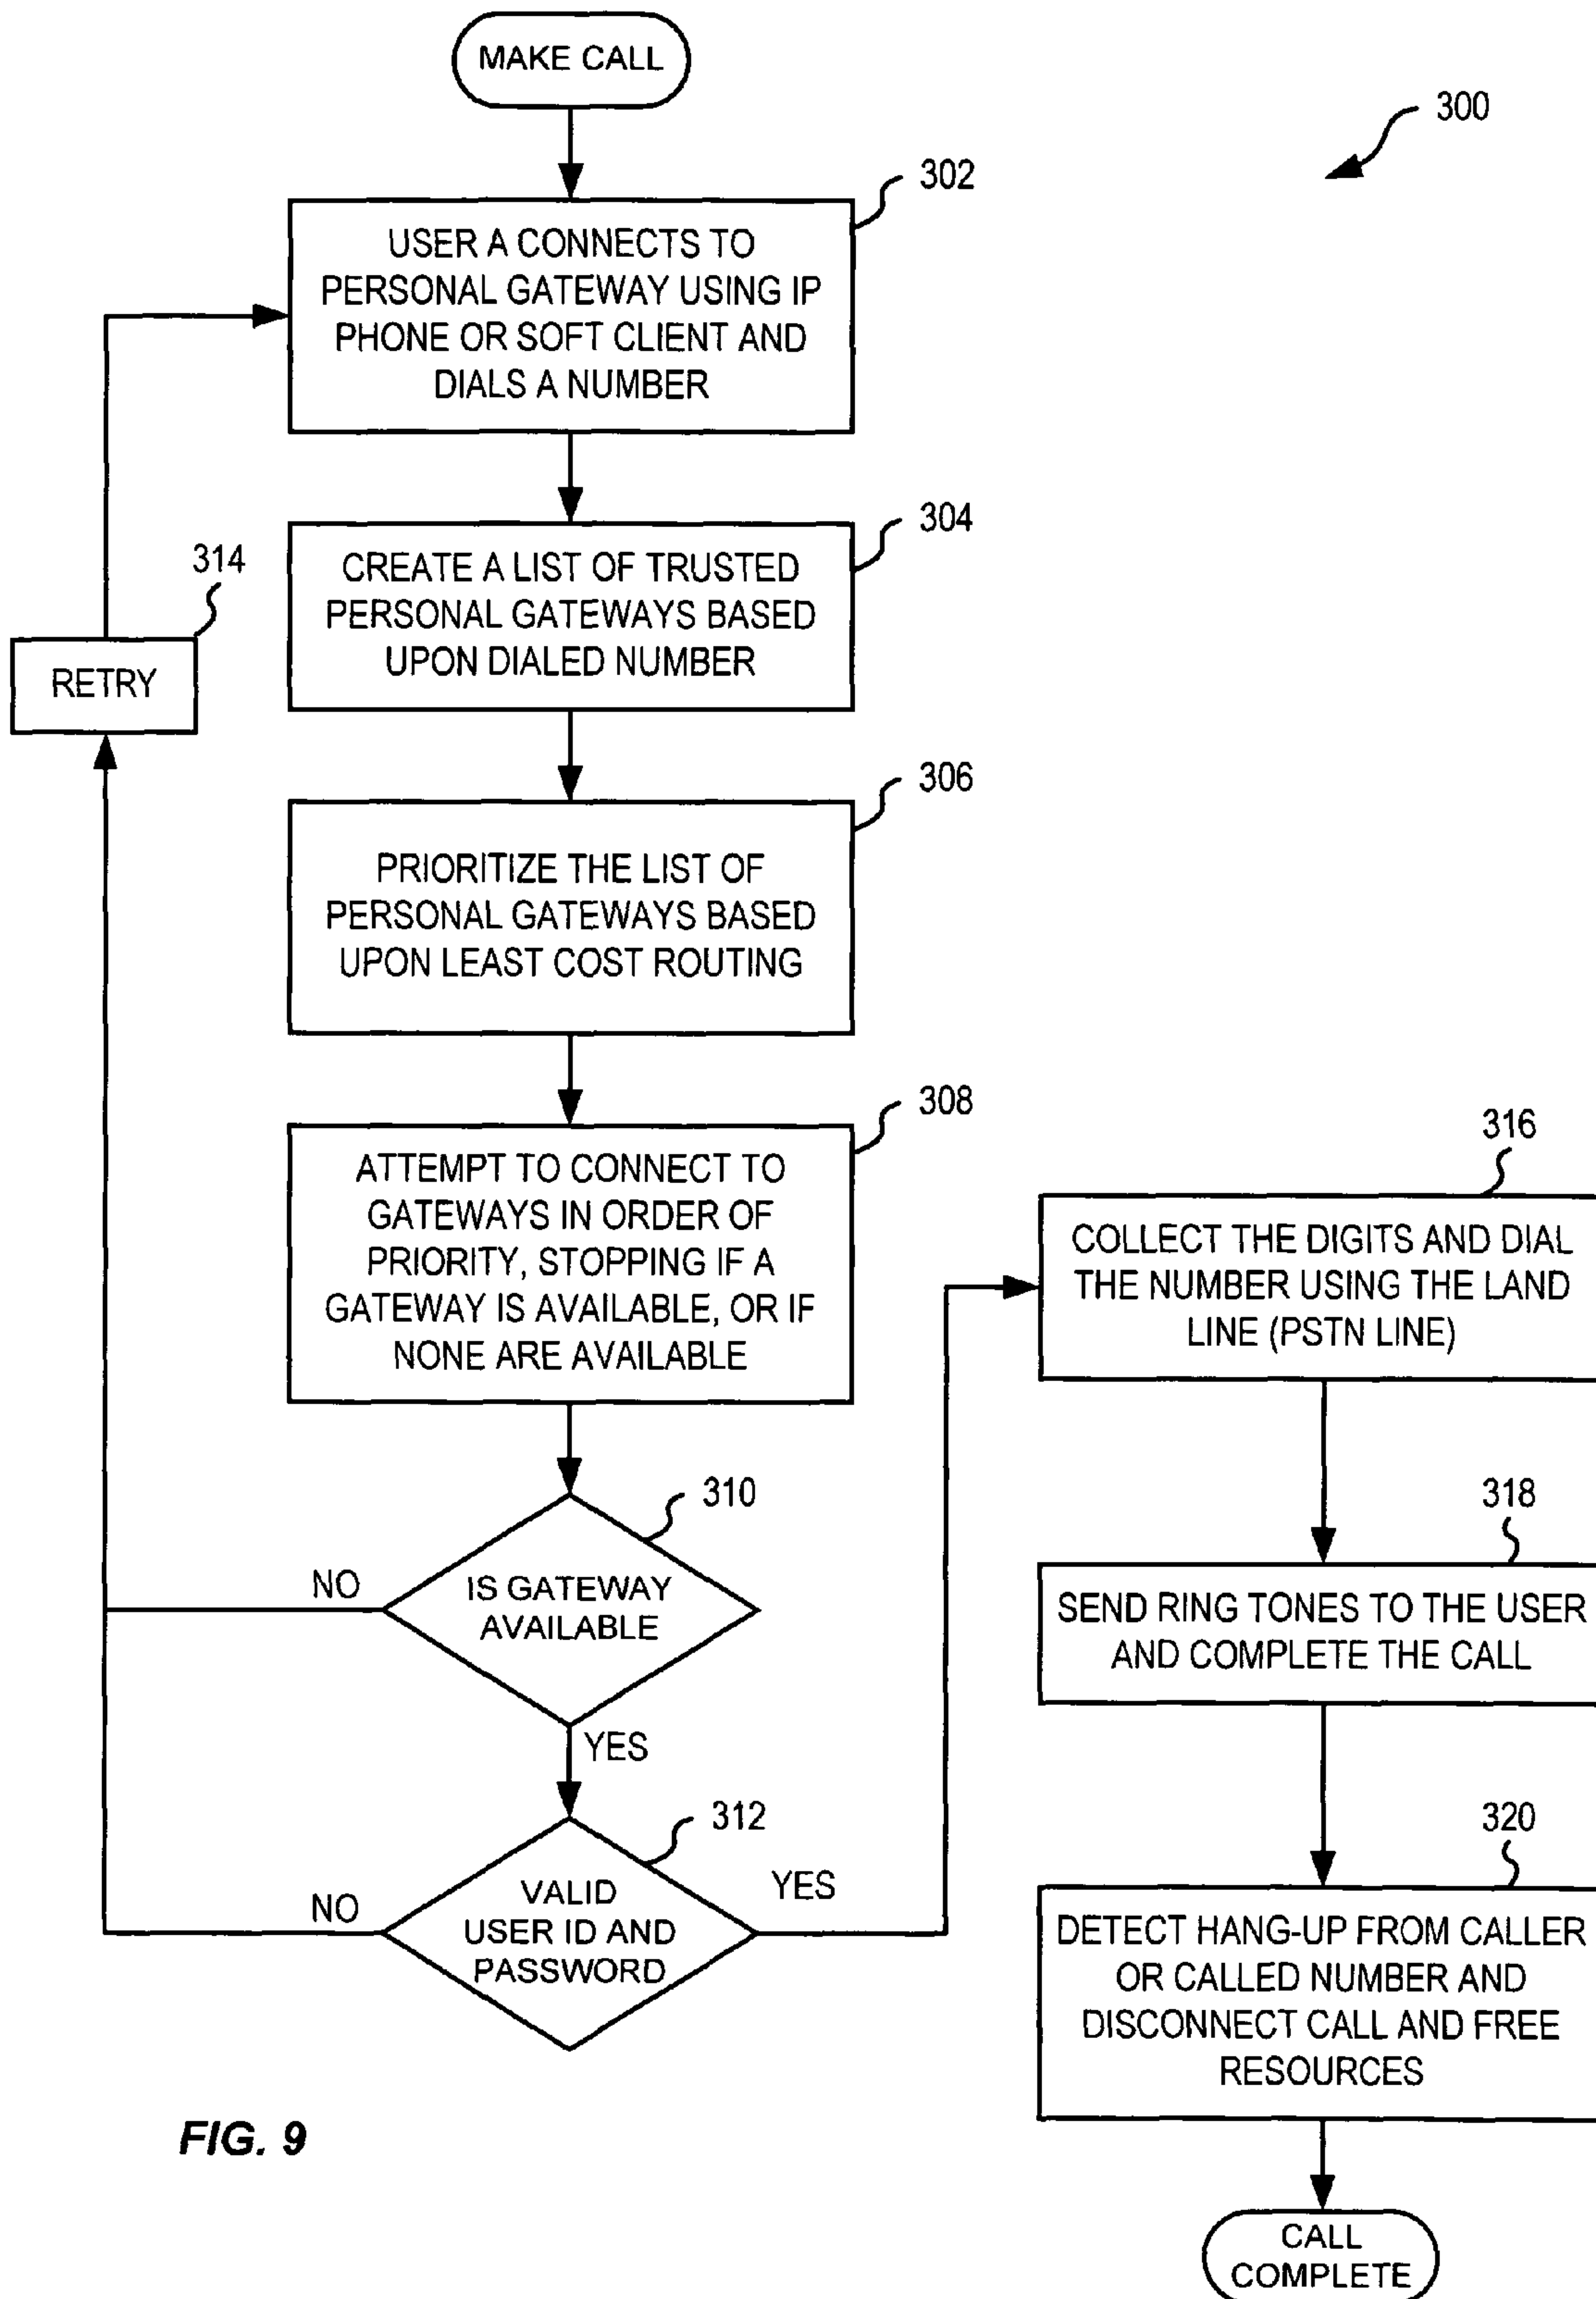 MAKE CALL
300
302
USER A CONNECTS TO
PERSONAL GATEWAY USING IP
PHONE OR SOFT CLIENT AND
DIALS A NUMBER
304
CREATE A LIST OF TRUSTED
PERSONAL GATEWAYS BASED
UPON DIALED NUMBER
314
RETRY
306
PRIORITIZE THE LIST OF
PERSONAL GATEWAYS BASED
UPON LEAST COST ROUTING
308
ATTEMPT TO CONNECT TO
GATEWAYS IN ORDER OF
PRIORITY, STOPPING IF A
GATEWAY IS AVAILABLE, OR IF
NONE ARE AVAILABLE
310
NO
IS GATEWAY
AVAILABLE
YES
312
NO
VALID
USER ID AND
PASSWORD
YES
316
COLLECT THE DIGITS AND DIAL
THE NUMBER USING THE LAND
LINE (PSTN LINE)
318
SEND RING TONES TO THE USER
AND COMPLETE THE CALL
320
DETECT HANG-UP FROM CALLER
OR CALLED NUMBER AND
DISCONNECT CALL AND FREE
RESOURCES
CALL
COMPLETE
FIG. 9